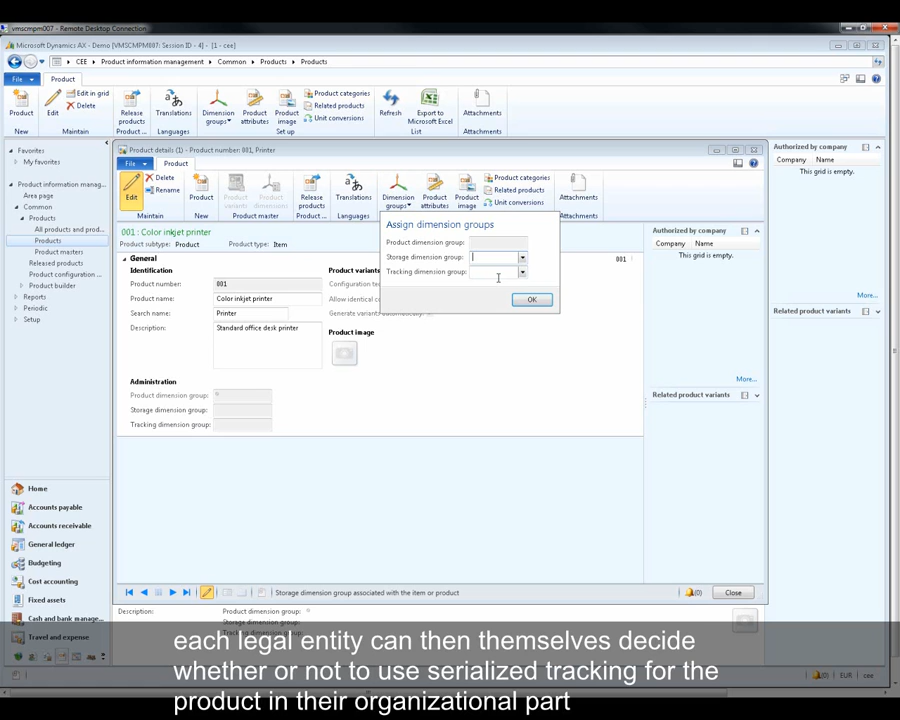 vmscmpm007 - Remote Desktop Connection
Microsoft Dynamics AX - Demo [VMSCMPM007: Session ID - 4] - [1 - cee]
CEE
Product information management
Common
Products
Products
File
Product
Product
Edit
Edit in grid
Delete
Release products
Translations
Dimension groups
Product attributes
Product image
Product categories
Related products
Unit conversions
Refresh
Export to Microsoft Excel
Attachments
New
Maintain
Product ...
Languages
Set up
List
Attachments
Favorites
My favorites
Product information manag...
Area page
Common
Products
All products and prod...
Products
Product masters
Released products
Product configuration ...
Product builder
Reports
Periodic
Setup
Home
Accounts payable
Accounts receivable
General ledger
Budgeting
Cost accounting
Fixed assets
Cash and bank manage...
Travel and expense
Product details (1) - Product number: 001, Printer
File
Product
Edit
Delete
Rename
Product
Product variants
Product dimensions
Release products
Translations
Dimension groups
Product attributes
Product image
Product categories
Related products
Unit conversions
Attachments
Maintain
New
Product master
Product ...
Languages
Attachments
001 : Color inkjet printer
Product subtype: Product
Product type: Item
General
001
Identification
Product number: 001
Product name: Color inkjet printer
Search name: Printer
Description: Standard office desk printer
Administration
Product dimension group:
Storage dimension group:
Tracking dimension group:
Product variants
Configuration te
Allow identical c
Generate variants automatically:
Product image
Assign dimension groups
Product dimension group:
Storage dimension group:
Tracking dimension group:
OK
Authorized by company
Company Name
This grid is empty.
More...
Related product variants
More...
Related product variants
Authorized by company
Company Name
This grid is empty.
Storage dimension group associated with the item or product
(0)
Close
Description:
Product dimension group:
Storage dimension group:
(0)
EUR
cee
each legal entity can then themselves decide
whether or not to use serialized tracking for the
product in their organizational part